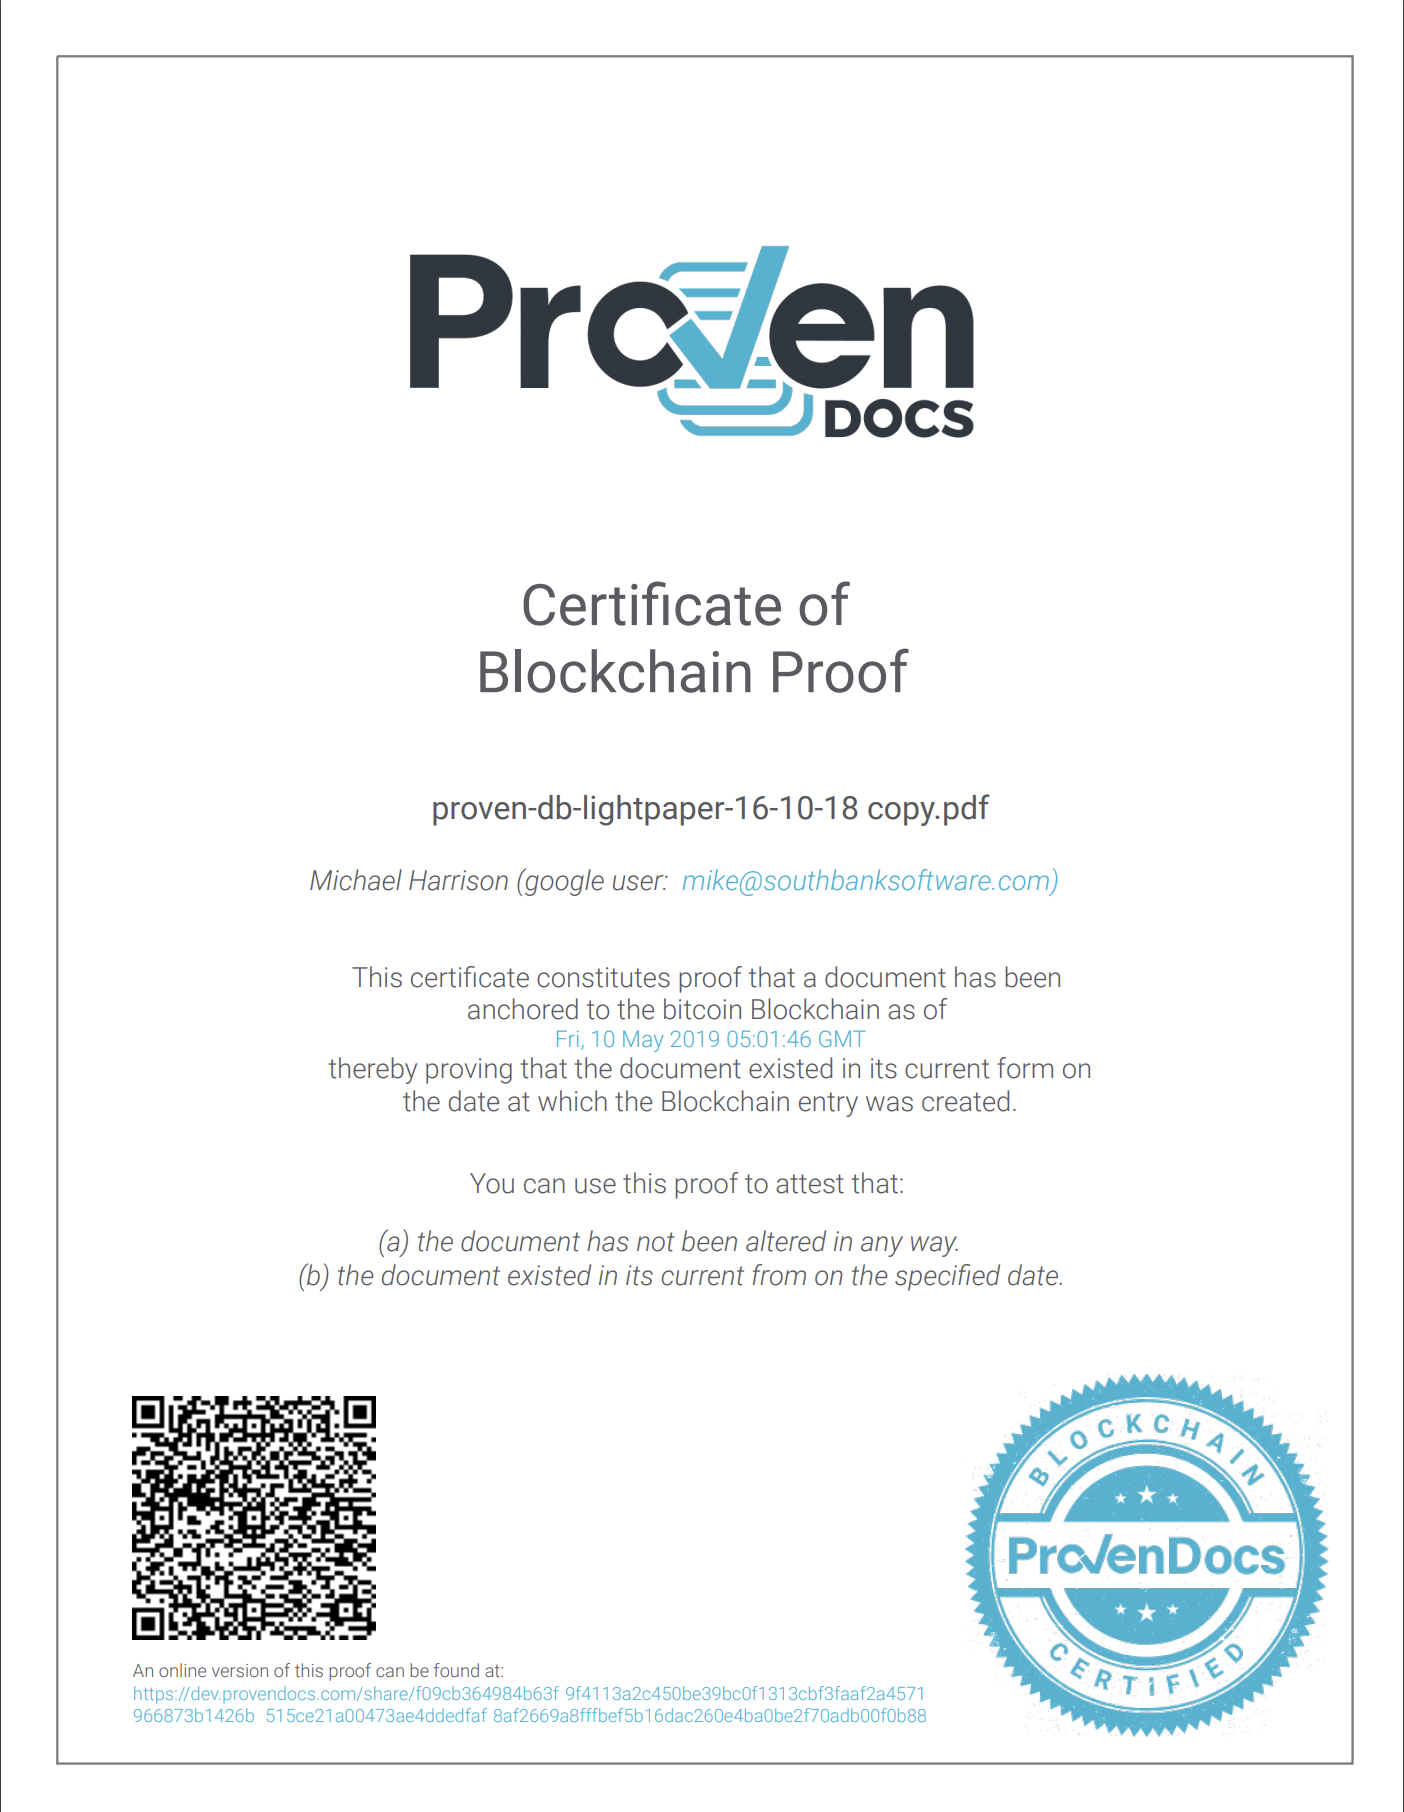 Proven
DOCS
Certificate of
Blockchain Proof
proven-db-lightpaper-16-10-18 copy.pdf
Michael Harrison (google user: mike@southbanksoftware.com)
This certificate constitutes proof that a document has been
anchored to the bitcoin Blockchain as of
Fri, 10 May 2019 05:01:46 GMT
thereby proving that the document existed in its current form on
the date at which the Blockchain entry was created.
You can use this proof to attest that:
(a) the document has not been altered in any way.
(b) the document existed in its current from on the specified date.
BLOCKCHAIN
ProvenDocs
CERTIFIED
An online version of this proof can be found at:
https://dev.provendocs.com/share/f09cb364984b63f 9f4113a2c450be39bc0f1313cbf3faaf2a4571
966873b1426b 515ce21a00473ae4ddedfaf 8af2669a8fffbef5b16dac260e4ba0be2f70adb00f0b88